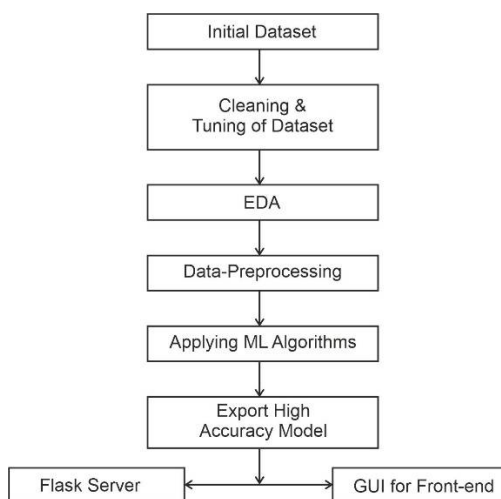 Initial Dataset
Cleaning &
Tuning of Dataset
EDA
Data-Preprocessing
Applying ML Algorithms
Export High
Accuracy Model
Flask Server
GUI for Front-end